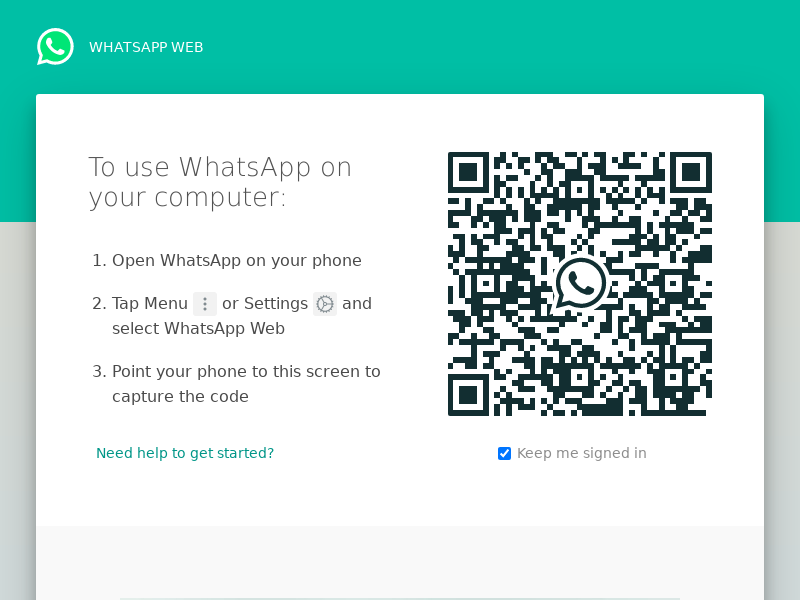 WHATSAPP WEB
To use WhatsApp on
your computer:
1. Open WhatsApp on your phone
2. Tap Menu or Settings and
select WhatsApp Web
3. Point your phone to this screen to
capture the code
Need help to get started?
Keep me signed in